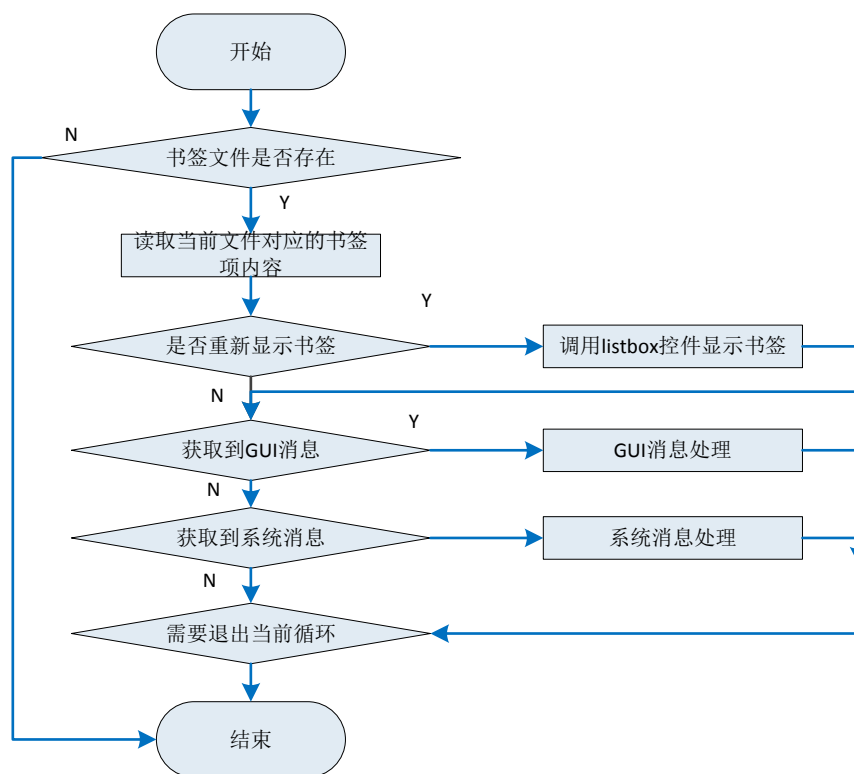 开始
N
书签文件是否存在
Y
读取当前文件对应的书签
项内容
Y
是否重新显示书签
调用listbox控件显示书签
N
Y
获取到GUI消息
GUI消息处理
N
获取到系统消息
系统消息处理
N
需要退出当前循环
结束